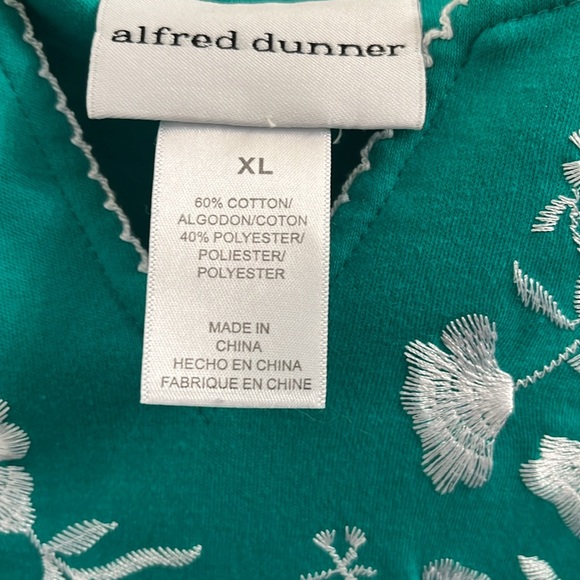 alfred dunner
XL
60% COTTON/
ALGODON/COTON
40% POLYESTER/
POLIESTER/
POLYESTER
MADE IN
CHINA
HECHO EN CHINA
FABRIQUE EN CHINE